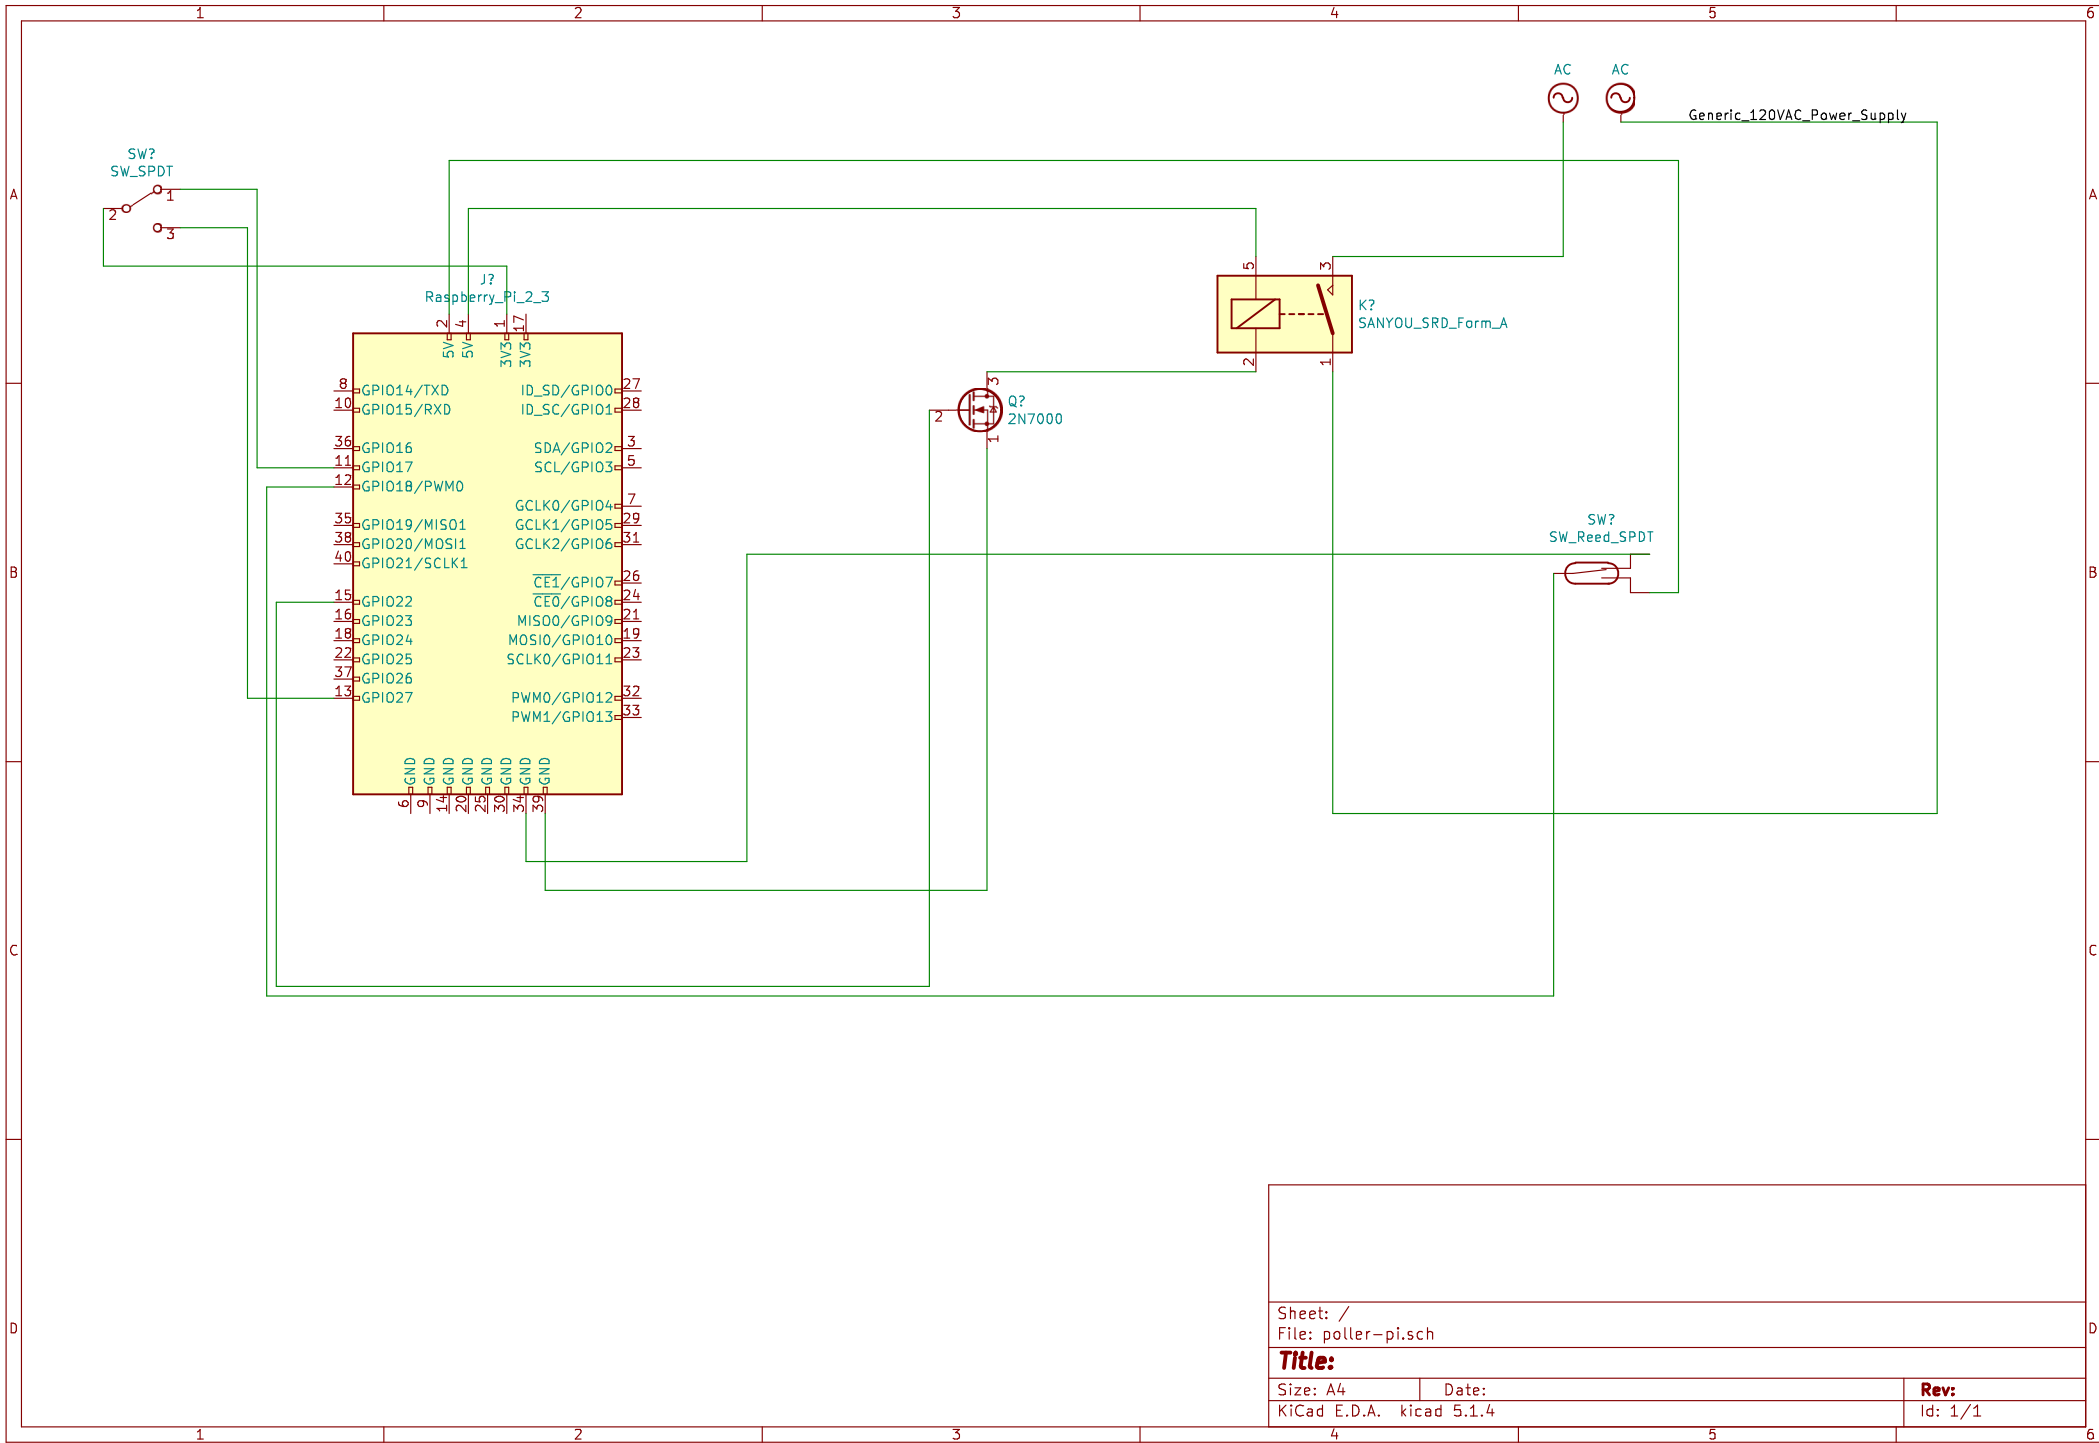 1 2 3 4 5 6
AC AC
Generic_120VAC_Power_Supply
SW?
SW_SPDT
1
2
3
A A
J?
Raspberry_Pi_2_3
2 4 1 17
5V 5V 3V3 3V3
5 3
K?
SANYOU_SRD_Form_A
2 1
3
Q?
2N7000
2
1
8 GPIO14/TXD ID_SD/GPIO0 27
10 GPIO15/RXD ID_SC/GPIO1 28
36 GPIO16 SDA/GPIO2 3
11 GPIO17 SCL/GPIO3 5
12 GPIO18/PWM0
GCLK0/GPIO4 7
35 GPIO19/MISO1 GCLK1/GPIO5 29
38 GPIO20/MOSI1 GCLK2/GPIO6 31
40 GPIO21/SCLK1
SW?
SW_Reed_SPDT
B B
CE1/GPIO7 26
15 GPIO22 CE0/GPIO8 24
16 GPIO23 MISO0/GPIO9 21
18 GPIO24 MOSI0/GPIO10 19
22 GPIO25 SCLK0/GPIO11 23
37 GPIO26
13 GPIO27 PWM0/GPIO12 32
PWM1/GPIO13 33
GND GND GND GND GND GND GND GND
6 9 14 20 25 30 34 39
C C
D D
Sheet: /
File: poller-pi.sch
Title:
Size: A4 Date: Rev:
KiCad E.D.A. kicad 5.1.4 Id: 1/1
1 2 3 4 5 6